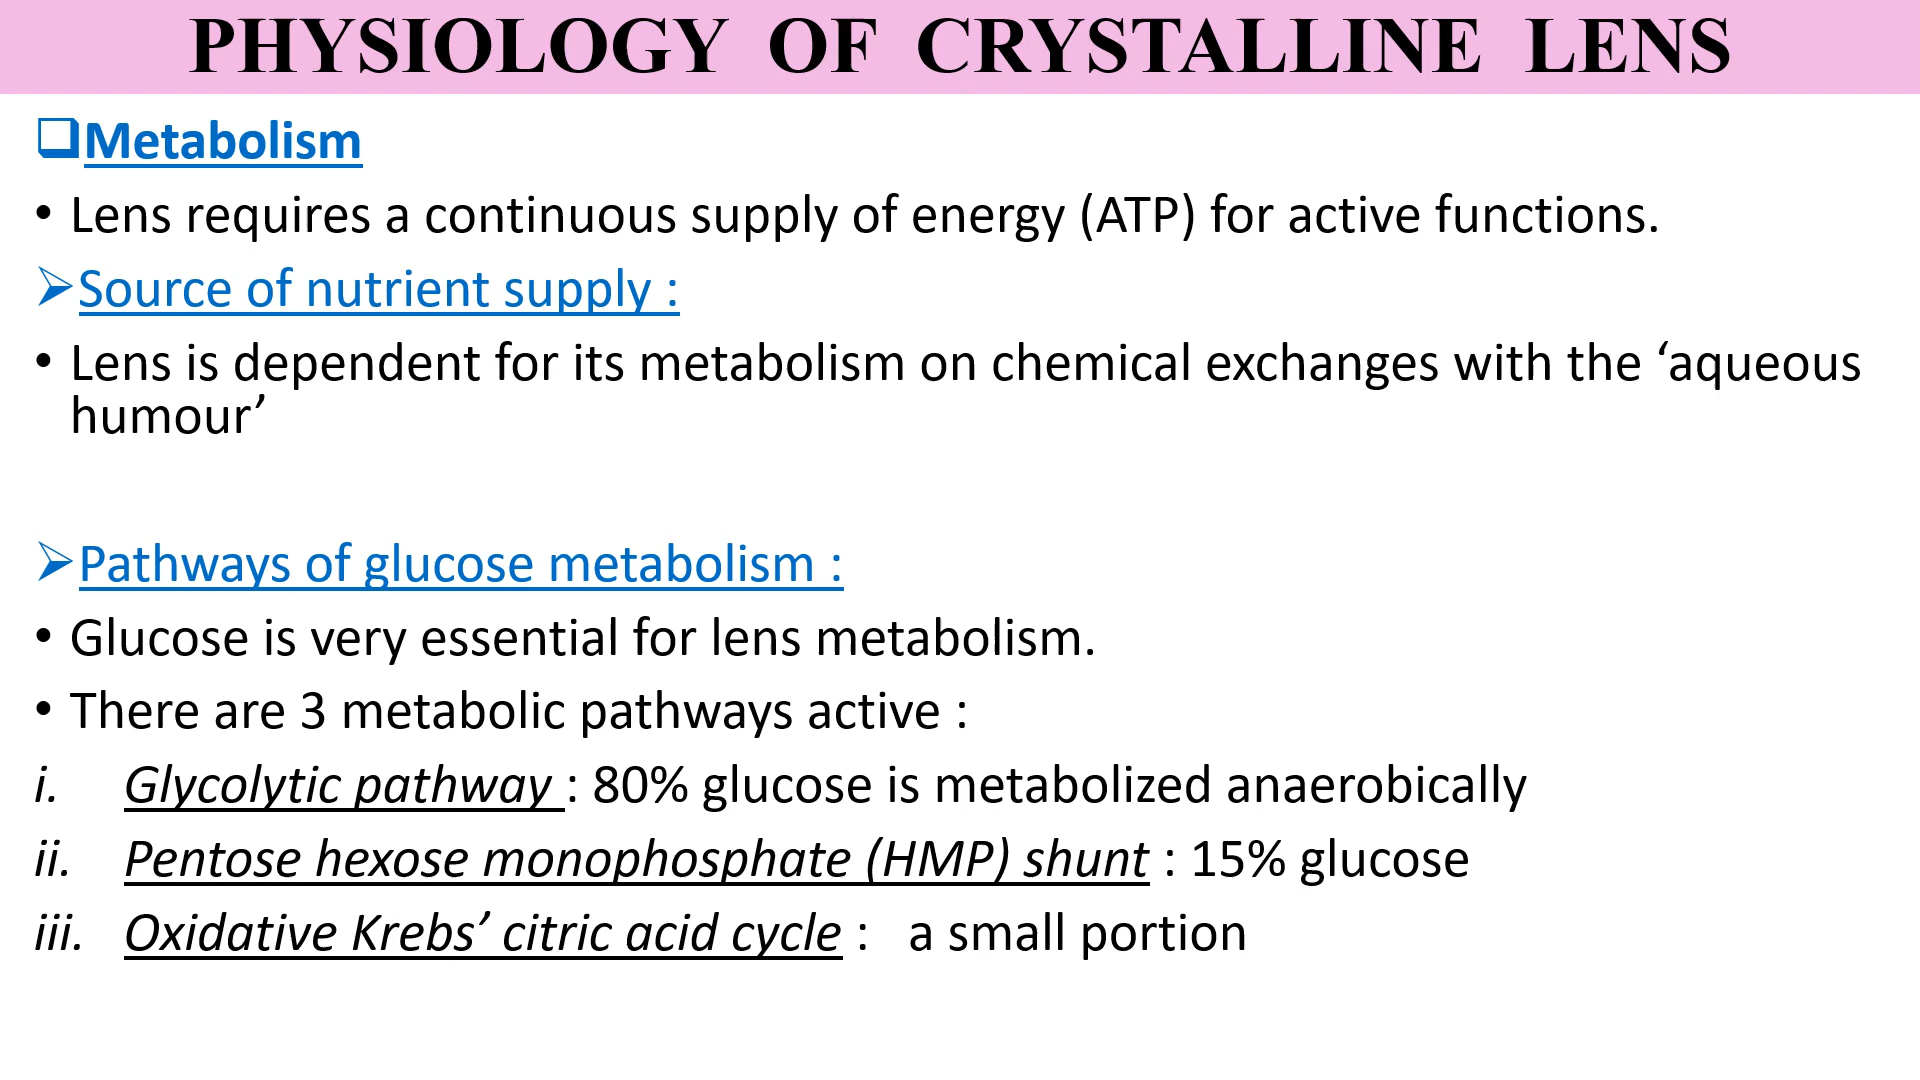 PHYSIOLOGY OF CRYSTALLINE LENS
❑Metabolism
• Lens requires a continuous supply of energy (ATP) for active functions.
➢Source of nutrient supply :
• Lens is dependent for its metabolism on chemical exchanges with the ‘aqueous
humour’
➢Pathways of glucose metabolism :
• Glucose is very essential for lens metabolism.
• There are 3 metabolic pathways active :
i. Glycolytic pathway : 80% glucose is metabolized anaerobically
ii. Pentose hexose monophosphate (HMP) shunt : 15% glucose
iii. Oxidative Krebs’ citric acid cycle : a small portion